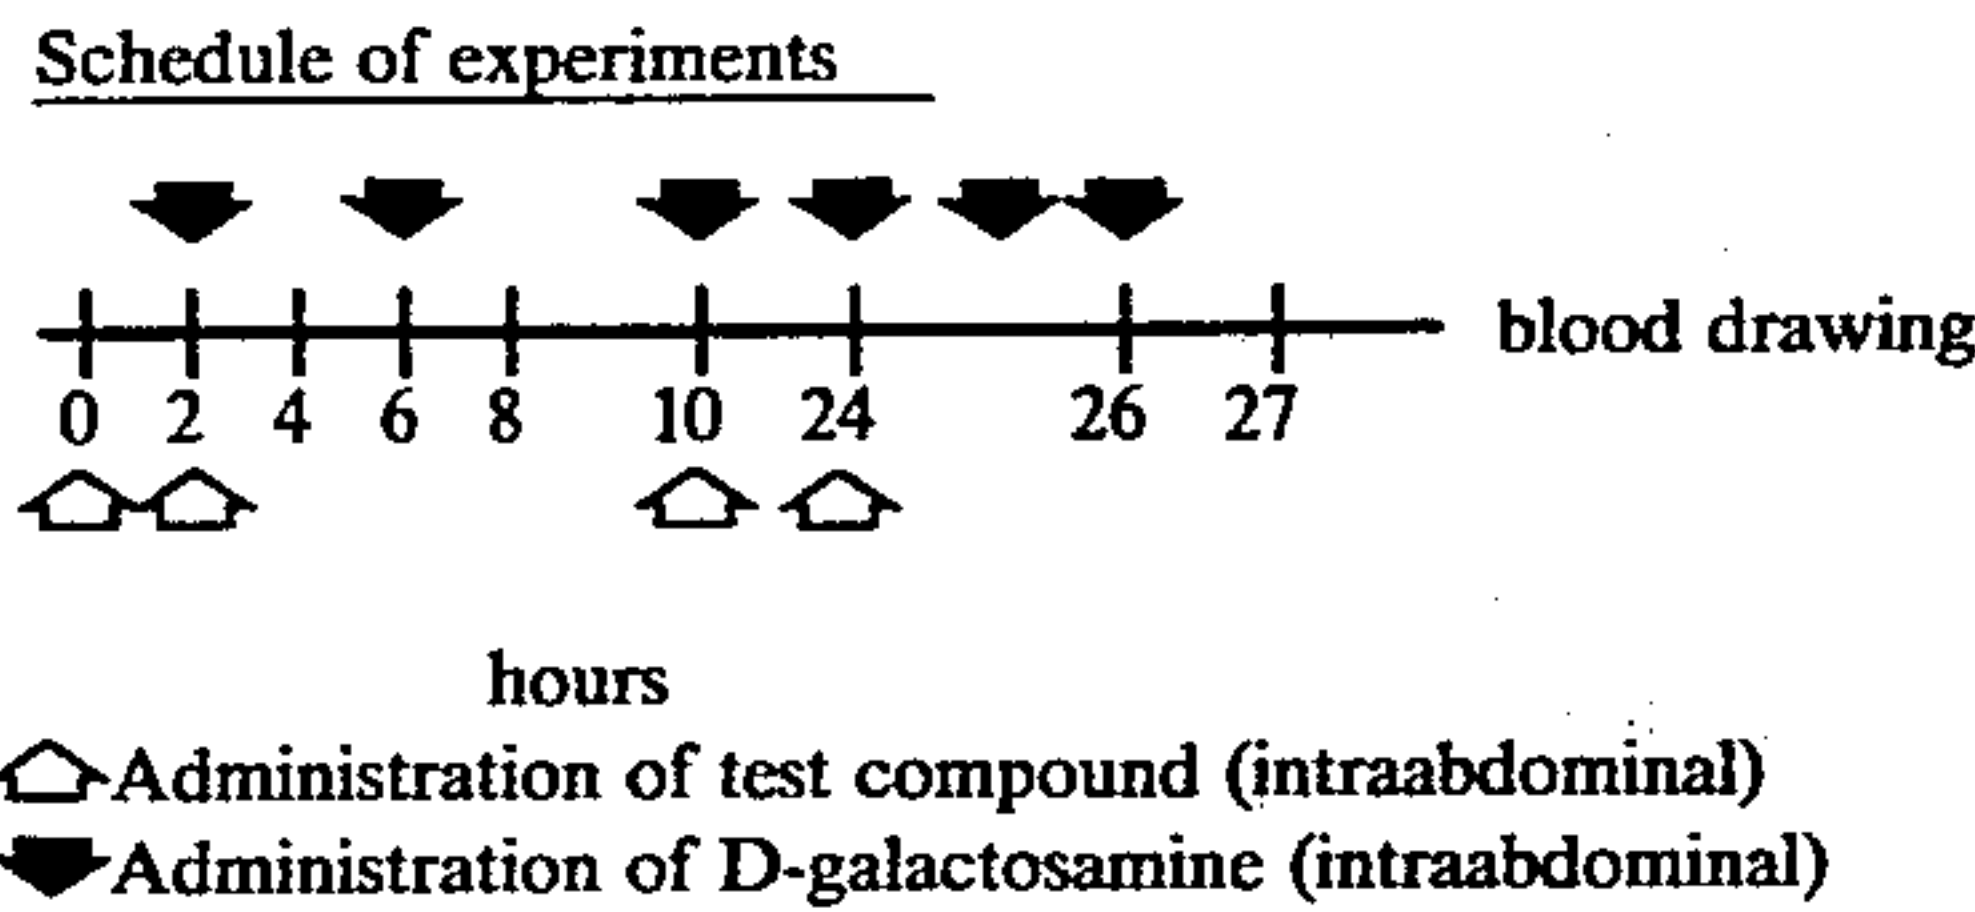 Schedule of experiments
blood drawing
0 2 4 6 8 10 24 26 27
hours
Administration of test compound (intraabdominal)
Administration of D-galactosamine (intraabdominal)